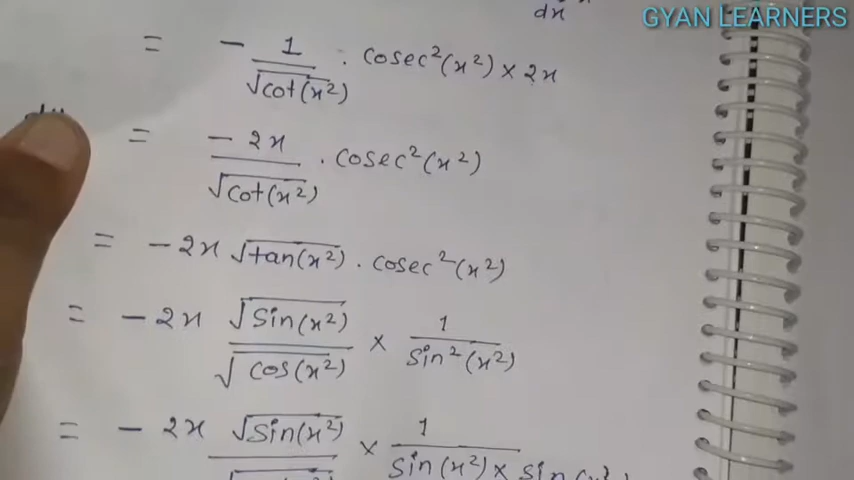 dx
GYAN LEARNERS
= - 1/√cot(x²) . cosec²(x²) × 2x
= - 2x/√cot(x²) . cosec²(x²)
= - 2x √tan(x²) . cosec²(x²)
= - 2x √sin(x²)/√cos(x²) × 1/sin²(x²)
= - 2x √sin(x²)/√ × 1/sin(x²) × sin(x²)